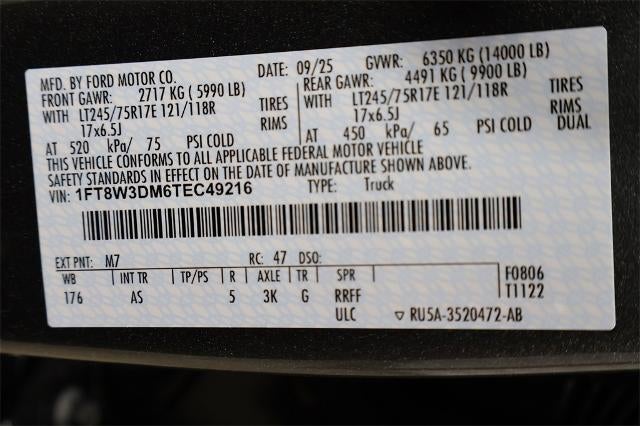 MFD. BY FORD MOTOR CO. DATE: 09/25 GVWR: 6350 KG (14000 LB)
FRONT GAWR: 2717 KG (5990 LB) REAR GAWR: 4491 KG (9900 LB)
WITH LT245/75R17E 121/118R TIRES WITH LT245/75R17E 121/118R TIRES
17x6.5J RIMS 17x6.5J RIMS
AT 520 kPa/ 75 PSI COLD AT 450 kPa/ 65 PSI COLD DUAL
THIS VEHICLE CONFORMS TO ALL APPLICABLE FEDERAL MOTOR VEHICLE
SAFETY STANDARDS IN EFFECT ON THE DATE OF MANUFACTURE SHOWN ABOVE.
VIN: 1FT8W3DM6TEC49216 TYPE: Truck
EXT PNT: M7 RC: 47 DSO:
WB INT TR TP/PS R AXLE TR SPR F0806
176 AS 5 3K G RRFF T1122
ULC ▽ RU5A-3520472-AB